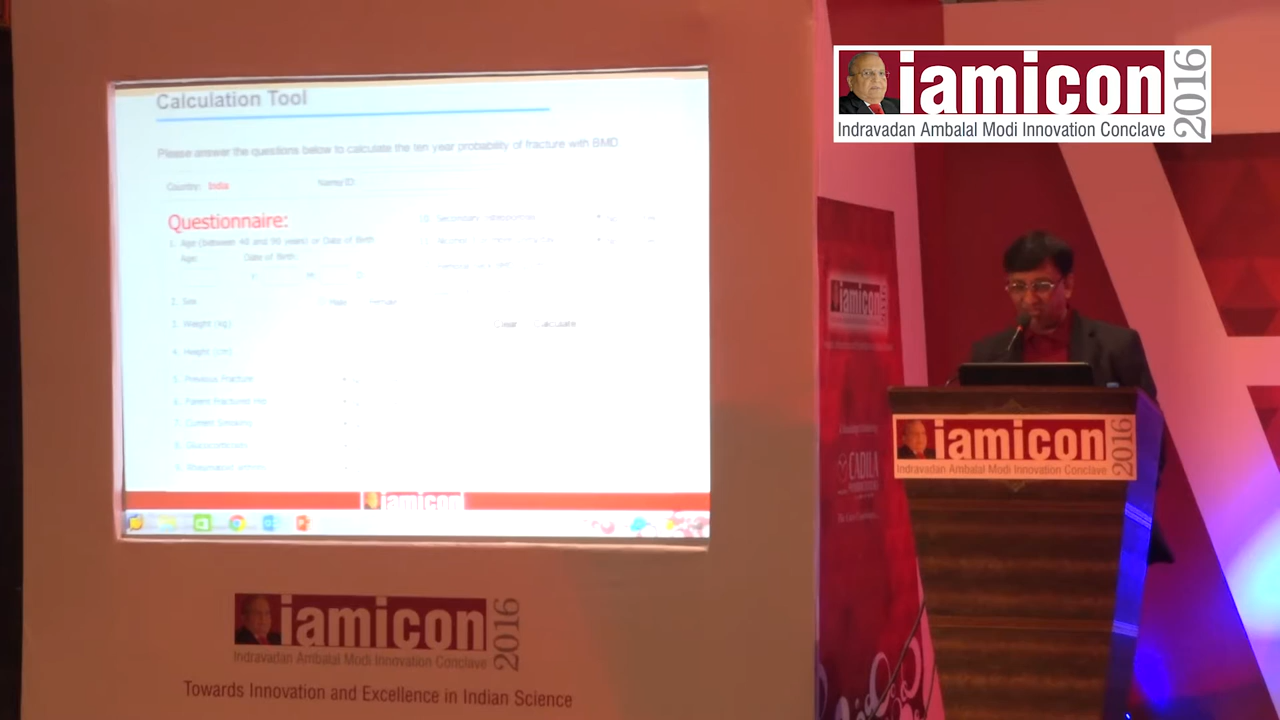 Calculation Tool
Please answer the questions below to calculate the ten year probability of fracture with BMD
Country: India Name/ID:
Questionnaire:
1. Age (between 40 and 90 years) or Date of Birth
Age: Date of Birth:
2. Sex Male Female
3. Weight (kg)
4. Height (cm)
5. Previous Fracture
6. Parent Fractured Hip
7. Current Smoking
8. Glucocorticoids
9. Rheumatoid arthritis
10. Secondary osteoporosis
Clear Calculate
iamicon
iamicon 2016
Indravadan Ambalal Modi Innovation Conclave
Towards Innovation and Excellence in Indian Science
iamicon 2016
Indravadan Ambalal Modi Innovation Conclave
iamicon
CADILA
iamicon 2016
Indravadan Ambalal Modi Innovation Conclave